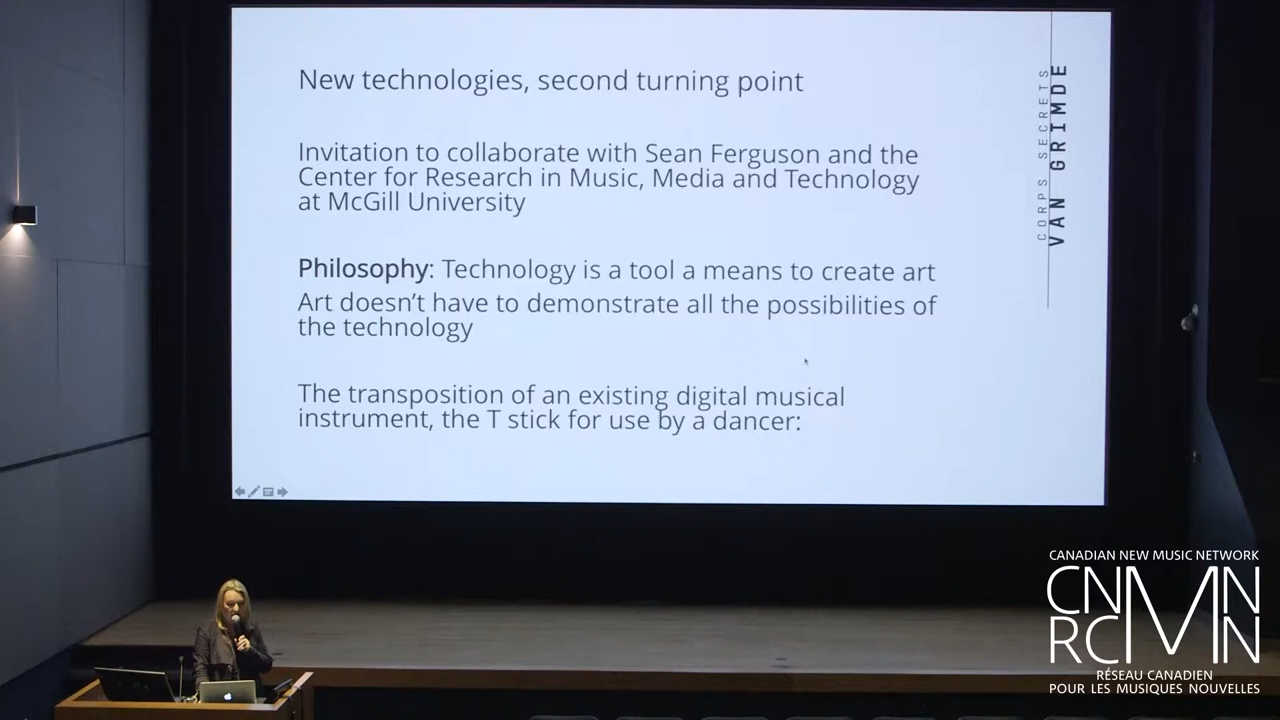 New technologies, second turning point
Invitation to collaborate with Sean Ferguson and the
Center for Research in Music, Media and Technology
at McGill University
Philosophy: Technology is a tool a means to create art
Art doesn't have to demonstrate all the possibilities of
the technology
The transposition of an existing digital musical
instrument, the T stick for use by a dancer:
CORPS SECRETS
VAN GRIMDE
CANADIAN NEW MUSIC NETWORK
CNMN
RCMN
RÉSEAU CANADIEN
POUR LES MUSIQUES NOUVELLES